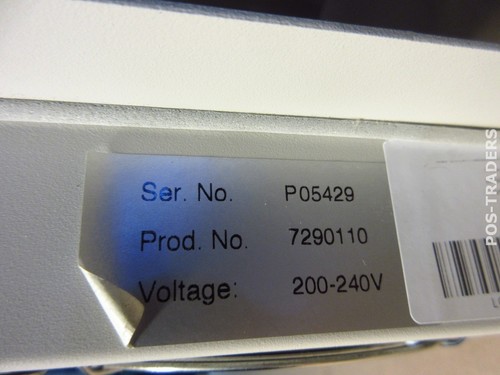 Ser. No. P05429
Prod. No. 7290110
Voltage: 200-240V
POS-TRADERS